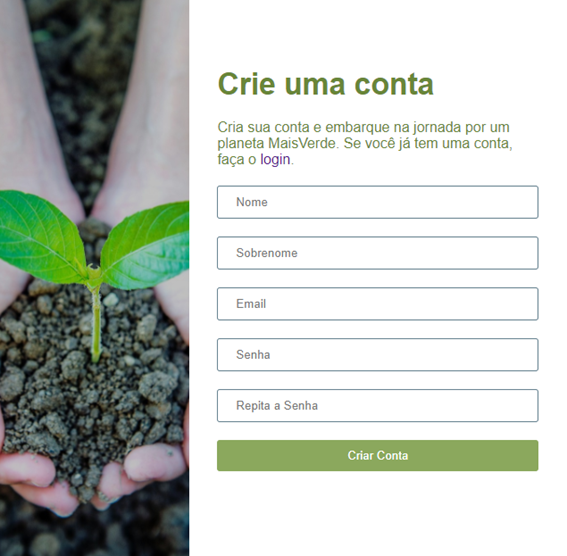 Crie uma conta
Cria sua conta e embarque na jornada por um
planeta MaisVerde. Se você já tem uma conta,
faça o login.
Nome
Sobrenome
Email
Senha
Repita a Senha
Criar Conta